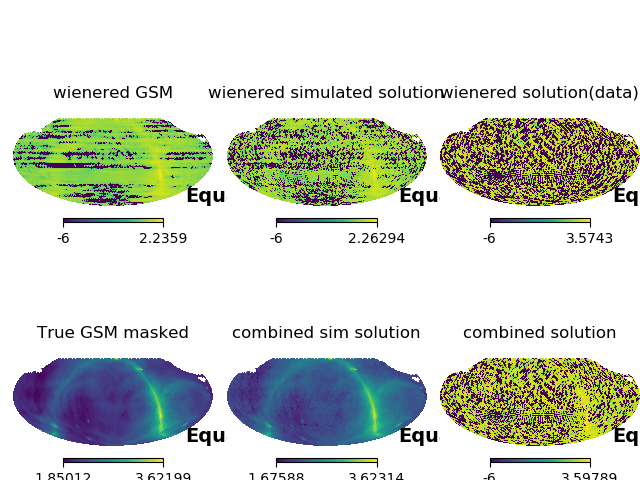 wienered GSM
wienered simulated solution
wienered solution(data)
Equ
Equ
Eq
-6
2.2359
-6
2.26294
-6
3.5743
True GSM masked
combined sim solution
combined solution
Equ
Equ
Eq
1.85012
3.62199
1.67588
3.62314
-6
3.59789